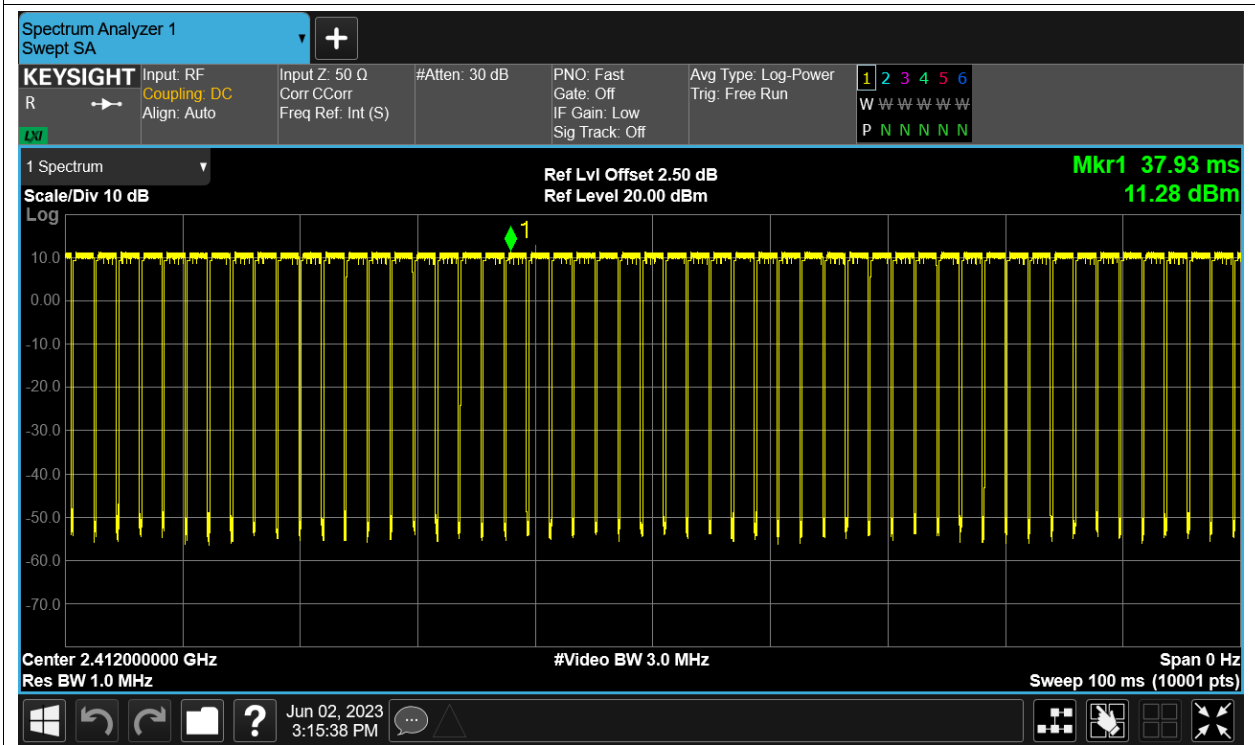 Spectrum Analyzer 1
Swept SA
KEYSIGHT
R
LXI
Input: RF
Coupling: DC
Align: Auto
Input Z: 50 Ω
Corr CCorr
Freq Ref: Int (S)
#Atten: 30 dB
PNO: Fast
Gate: Off
IF Gain: Low
Sig Track: Off
Avg Type: Log-Power
Trig: Free Run
1 2 3 4 5 6
W W W W W W
P N N N N N
1 Spectrum
Scale/Div 10 dB
Log
Ref Lvl Offset 2.50 dB
Ref Level 20.00 dBm
Mkr1 37.93 ms
11.28 dBm
1
10.0
0.00
-10.0
-20.0
-30.0
-40.0
-50.0
-60.0
-70.0
Center 2.412000000 GHz
Res BW 1.0 MHz
#Video BW 3.0 MHz
Span 0 Hz
Sweep 100 ms (10001 pts)
?
Jun 02, 2023
3:15:38 PM